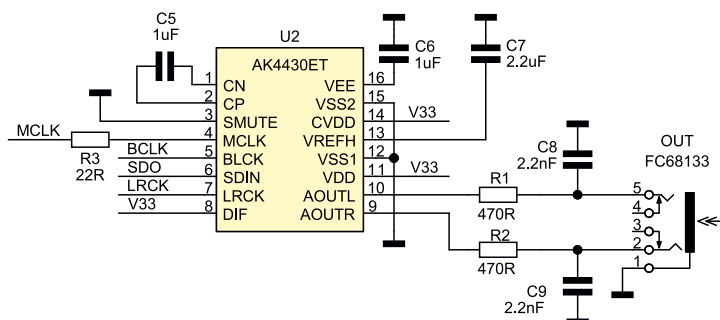 C5
1uF
U2
AK4430ET
C6
1uF
C7
2.2uF
1 CN VEE 16
2 CP VSS2 15
3 SMUTE CVDD 14 V33
MCLK 4 MCLK VREFH 13
R3
22R
BCLK 5 BLCK VSS1 12
SDO 6 SDIN VDD 11 V33
LRCK 7 LRCK AOUTL 10
V33 8 DIF AOUTR 9
R1
470R
R2
470R
C8
2.2nF
C9
2.2nF
OUT
FC68133
5
4
3
2
1